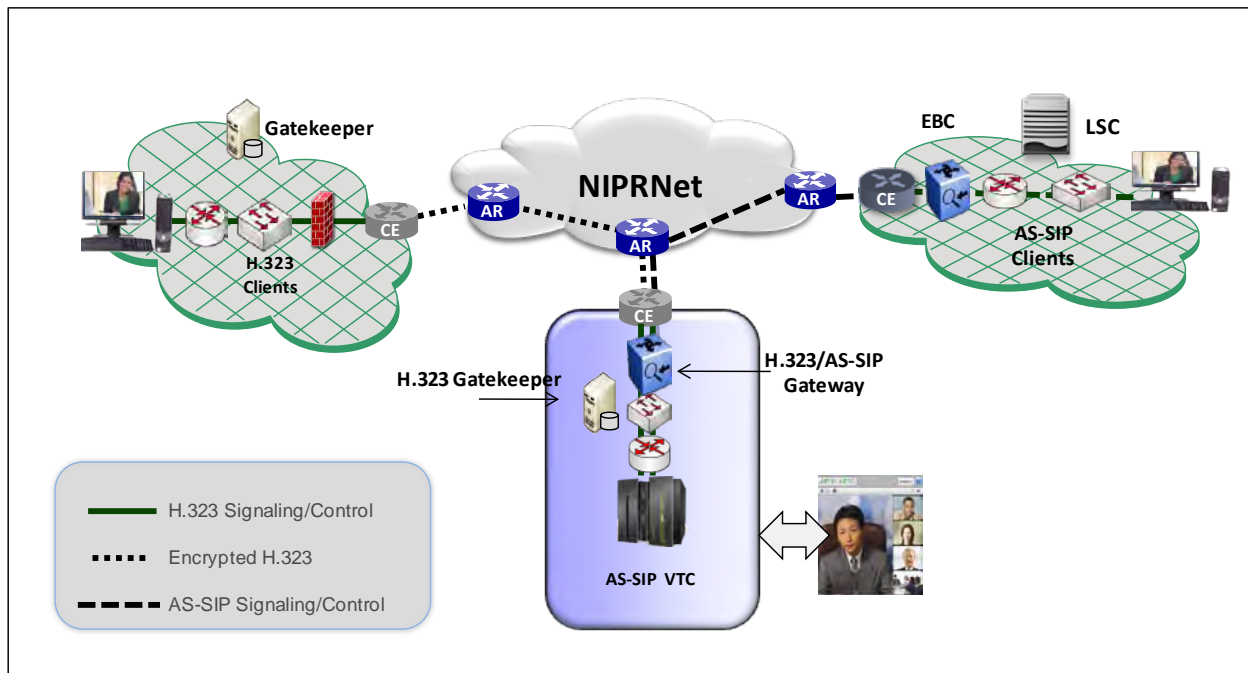 Gatekeeper
EBC
LSC
NIPRNet
AR
AR
AR
CE
CE
H.323
Clients
AS-SIP
Clients
CE
H.323 Gatekeeper
H.323/AS-SIP
Gateway
AS-SIP VTC
H.323 Signaling/Control
Encrypted H.323
AS-SIP Signaling/Control